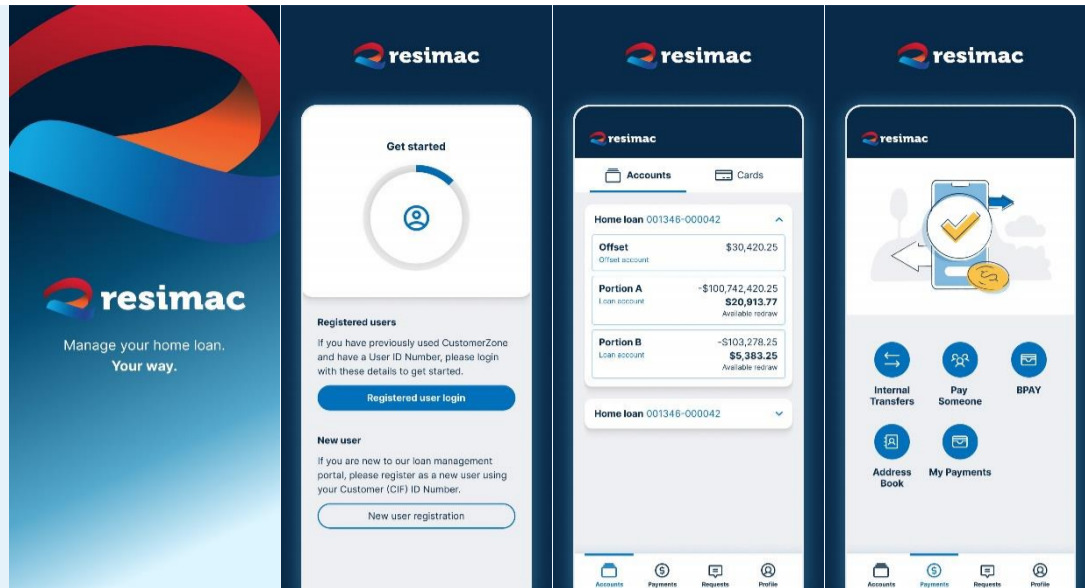 resimac
Manage your home loan.
Your way.
resimac
Get started
Registered users
If you have previously used CustomerZone
and have a User ID Number, please login
with these details to get started.
Registered user login
New user
If you are new to our loan management
portal, please register as a new user using
your Customer (CIF) ID Number.
New user registration
resimac
resimac
Accounts Cards
Home loan 001346-000042
Offset $30,420.25
Offset account
Portion A -$100,742,420.25
Loan account $20,913.77
Available redraw
Portion B -$103,278.25
Loan account $5,383.25
Available redraw
Home loan 001346-000042
Accounts Payments Requests Profile
resimac
resimac
Internal
Transfers
Pay
Someone
BPAY
Address
Book
My Payments
Accounts Payments Requests Profile